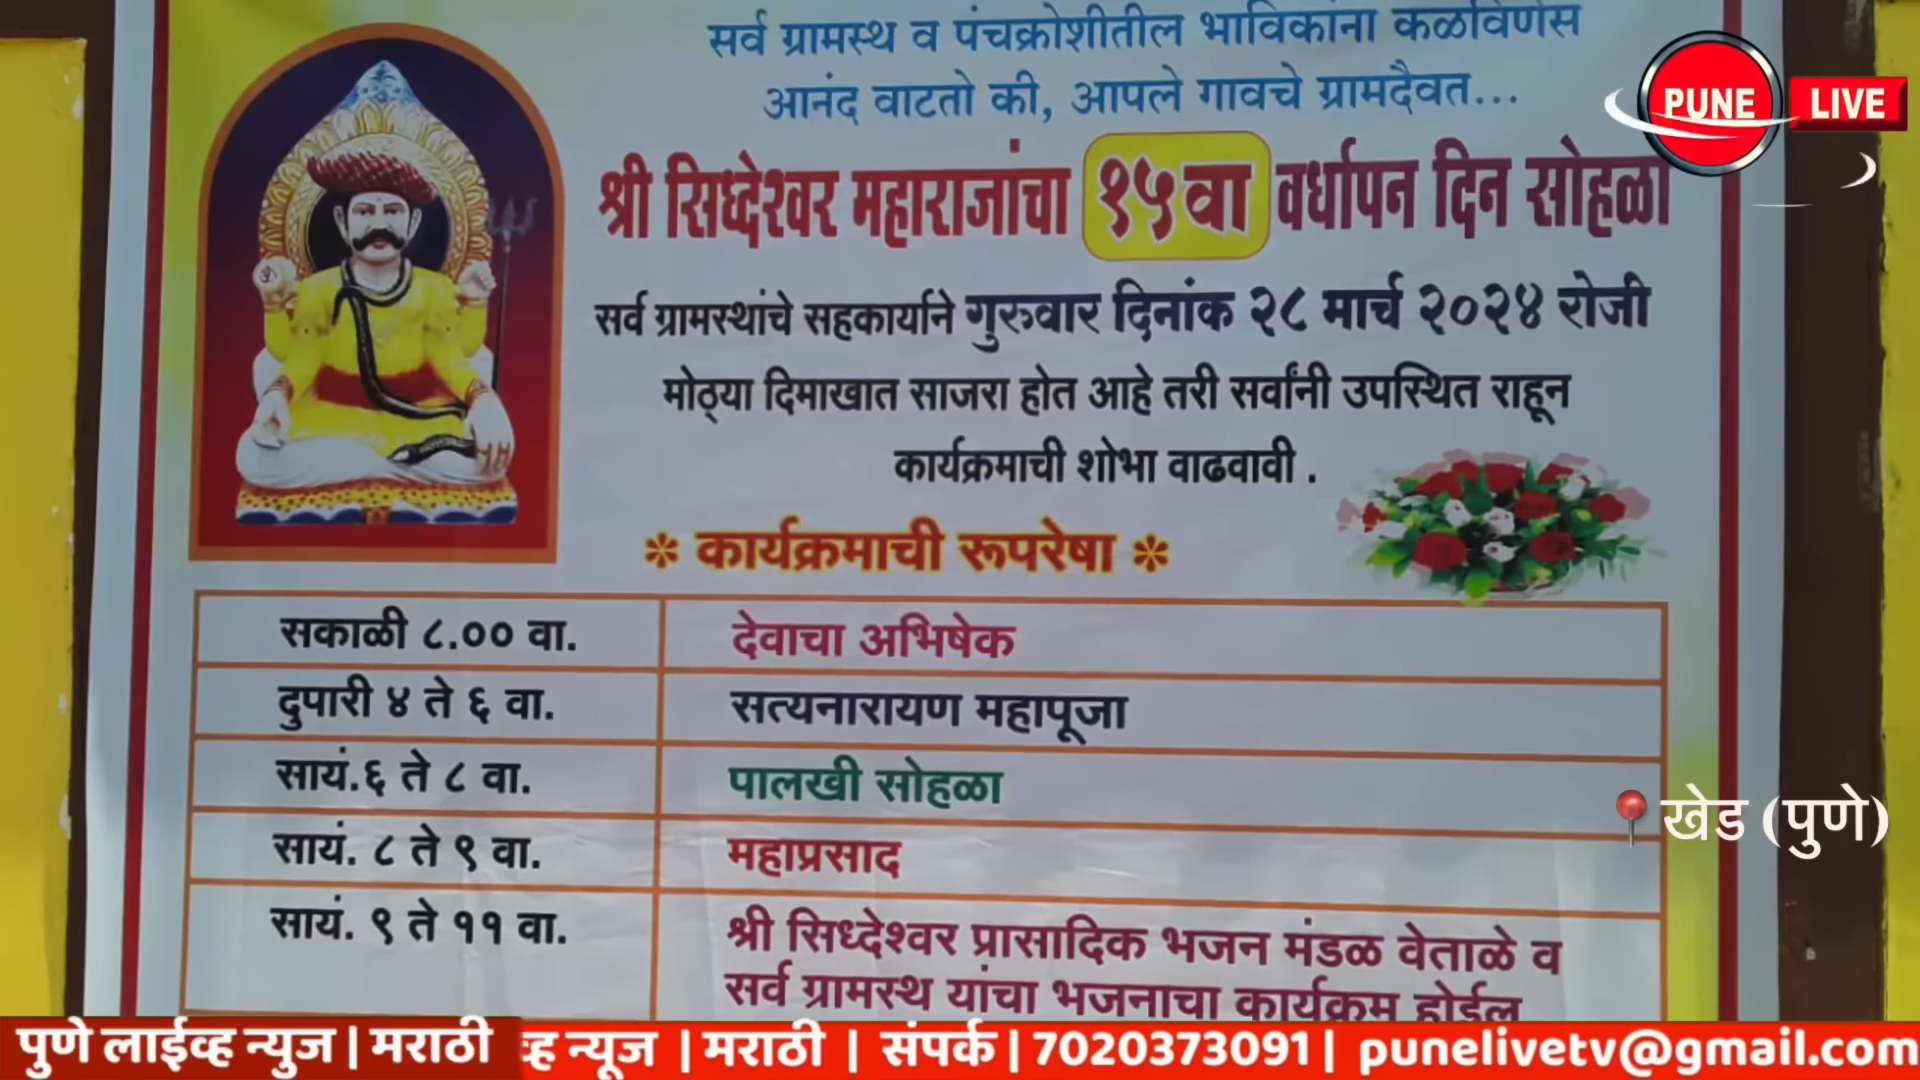 सर्व ग्रामस्थ व पंचक्रोशीतील भाविकांना कळविणेस
आनंद वाटतो की, आपले गावचे ग्रामदैवत...
PUNE LIVE
श्री सिध्देश्वर महाराजांचा १५वा वर्धापन दिन सोहळा
सर्व ग्रामस्थांचे सहकार्याने गुरुवार दिनांक २८ मार्च २०२४ रोजी
मोठ्या दिमाखात साजरा होत आहे तरी सर्वांनी उपस्थित राहून
कार्यक्रमाची शोभा वाढवावी .
* कार्यक्रमाची रूपरेषा *
सकाळी ८.०० वा. देवाचा अभिषेक
दुपारी ४ ते ६ वा. सत्यनारायण महापूजा
सायं.६ ते ८ वा. पालखी सोहळा
खेड (पुणे)
सायं. ८ ते ९ वा. महाप्रसाद
सायं. ९ ते ११ वा. श्री सिध्देश्वर प्रासादिक भजन मंडळ वेताळे व
सर्व ग्रामस्थ यांचा भजनाचा कार्यक्रम होईल
पुणे लाईव्ह न्युज | मराठी व्ह न्यूज | मराठी | संपर्क | 7020373091 | punelivetv@gmail.com